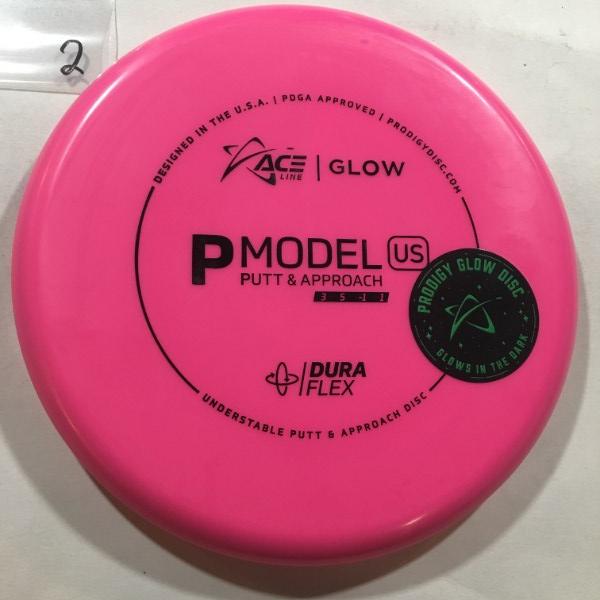 2
DESIGNED IN THE U.S.A. | PDGA APPROVED | PRODIGYDISC.COM
ACE LINE | GLOW
P MODEL US
PUTT & APPROACH
3 5 -1 1
PRODIGY GLOW DISC
GLOWS IN THE DARK
DURA FLEX
UNDERSTABLE PUTT & APPROACH DISC